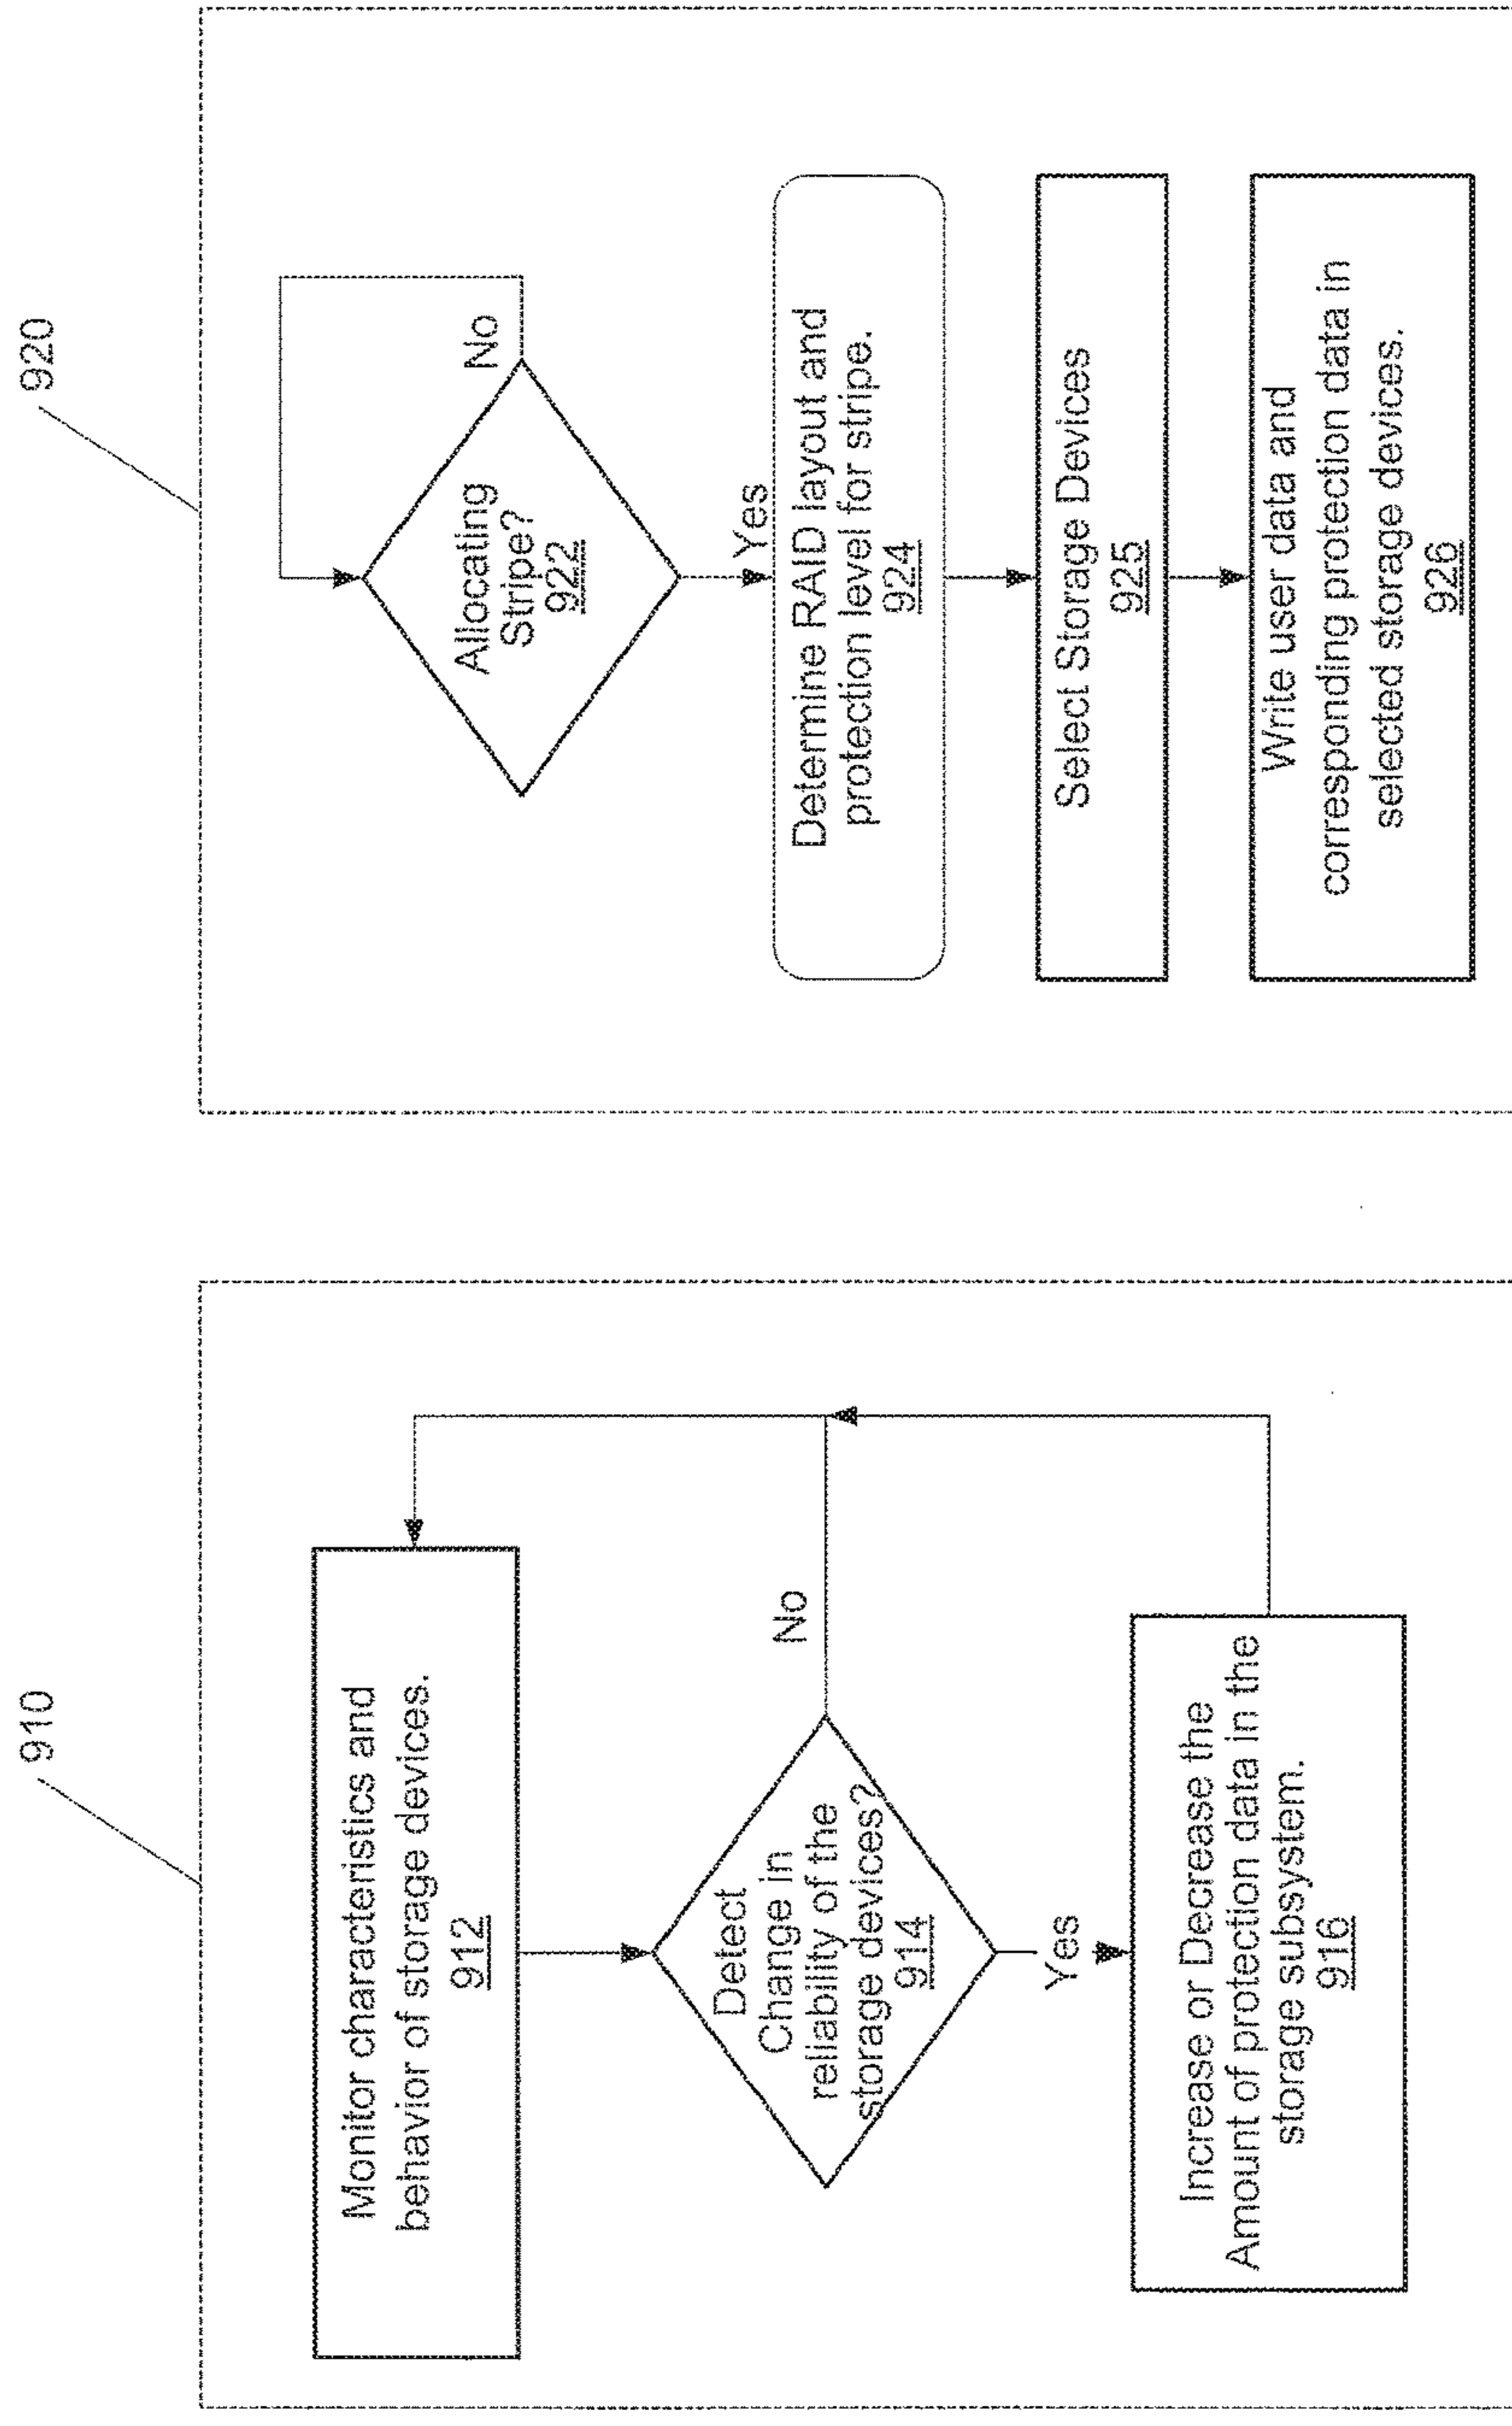 910
Monitor characteristics and
behavior of storage devices.
912
Detect
Change in
reliability of the
storage devices?
914
No
Yes
Increase or Decrease the
Amount of protection data in the
storage subsystem.
916
920
Allocating
Stripe?
922
No
Yes
Determine RAID layout and
protection level for stripe.
924
Select Storage Devices
925
Write user data and
corresponding protection data in
selected storage devices.
926